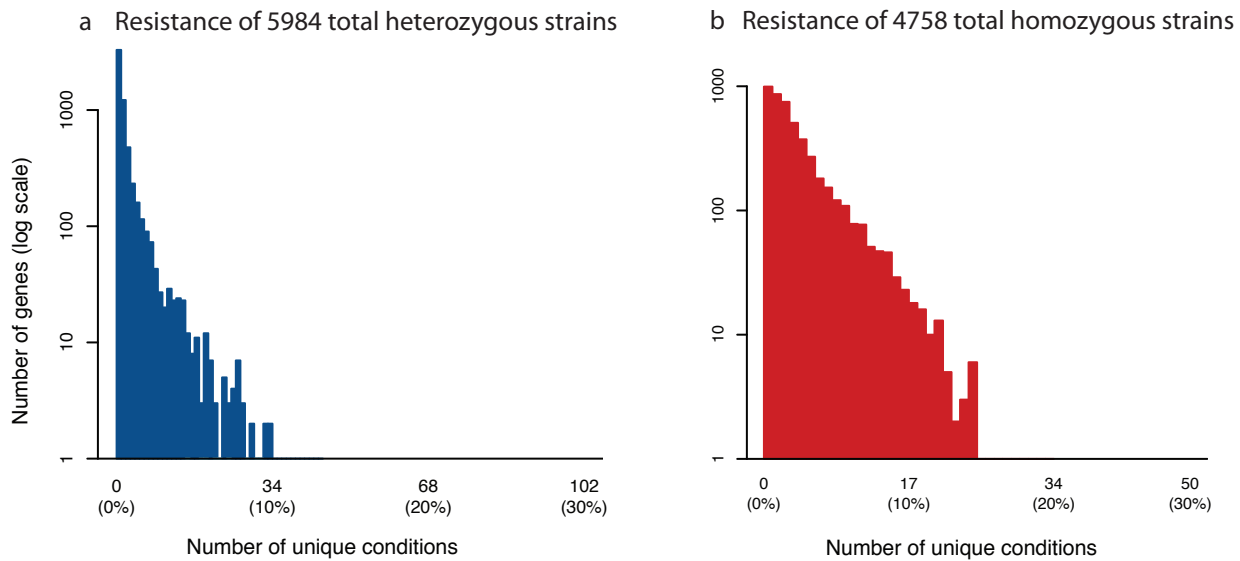 a Resistance of 5984 total heterozygous strains
Number of genes (log scale)
1000
100
10
1
0 34 68 102
(0%) (10%) (20%) (30%)
Number of unique conditions
b Resistance of 4758 total homozygous strains
1000
100
10
1
0 17 34 50
(0%) (10%) (20%) (30%)
Number of unique conditions